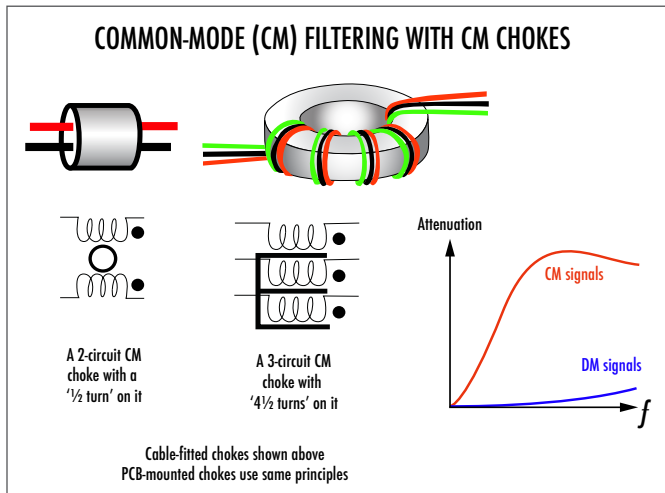 COMMON-MODE (CM) FILTERING WITH CM CHOKES
Attenuation
CM signals
DM signals
f
A 2-circuit CM
choke with a
‘½ turn’ on it
A 3-circuit CM
choke with
‘4½ turns’ on it
Cable-fitted chokes shown above
PCB-mounted chokes use same principles